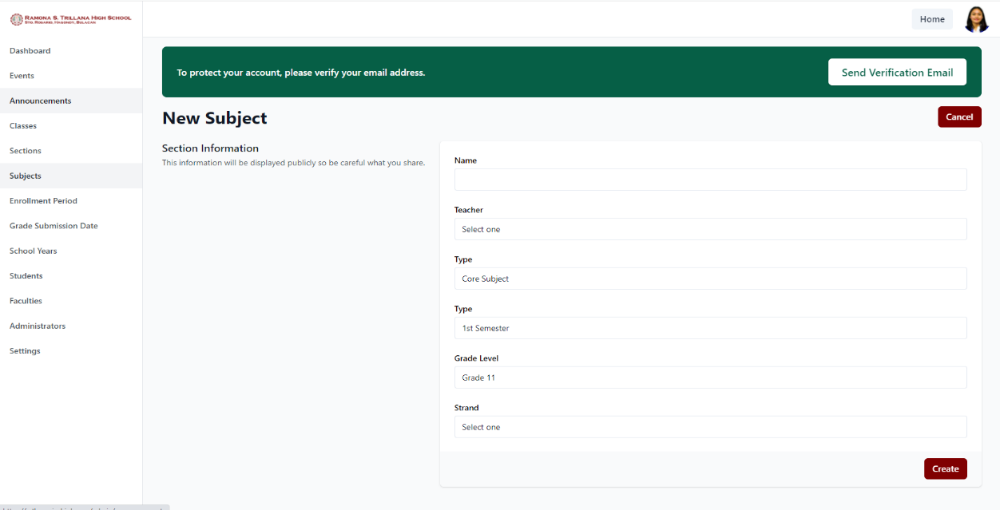 RAMONA S. TRILLANA HIGH SCHOOL
STO. ROSARIO, HAGONOY, BULACAN
Home
Dashboard
Events
Announcements
Classes
Sections
Subjects
Enrollment Period
Grade Submission Date
School Years
Students
Faculties
Administrators
Settings
To protect your account, please verify your email address.
Send Verification Email
New Subject
Cancel
Section Information
This information will be displayed publicly so be careful what you share.
Name
Teacher
Select one
Type
Core Subject
Type
1st Semester
Grade Level
Grade 11
Strand
Select one
Create